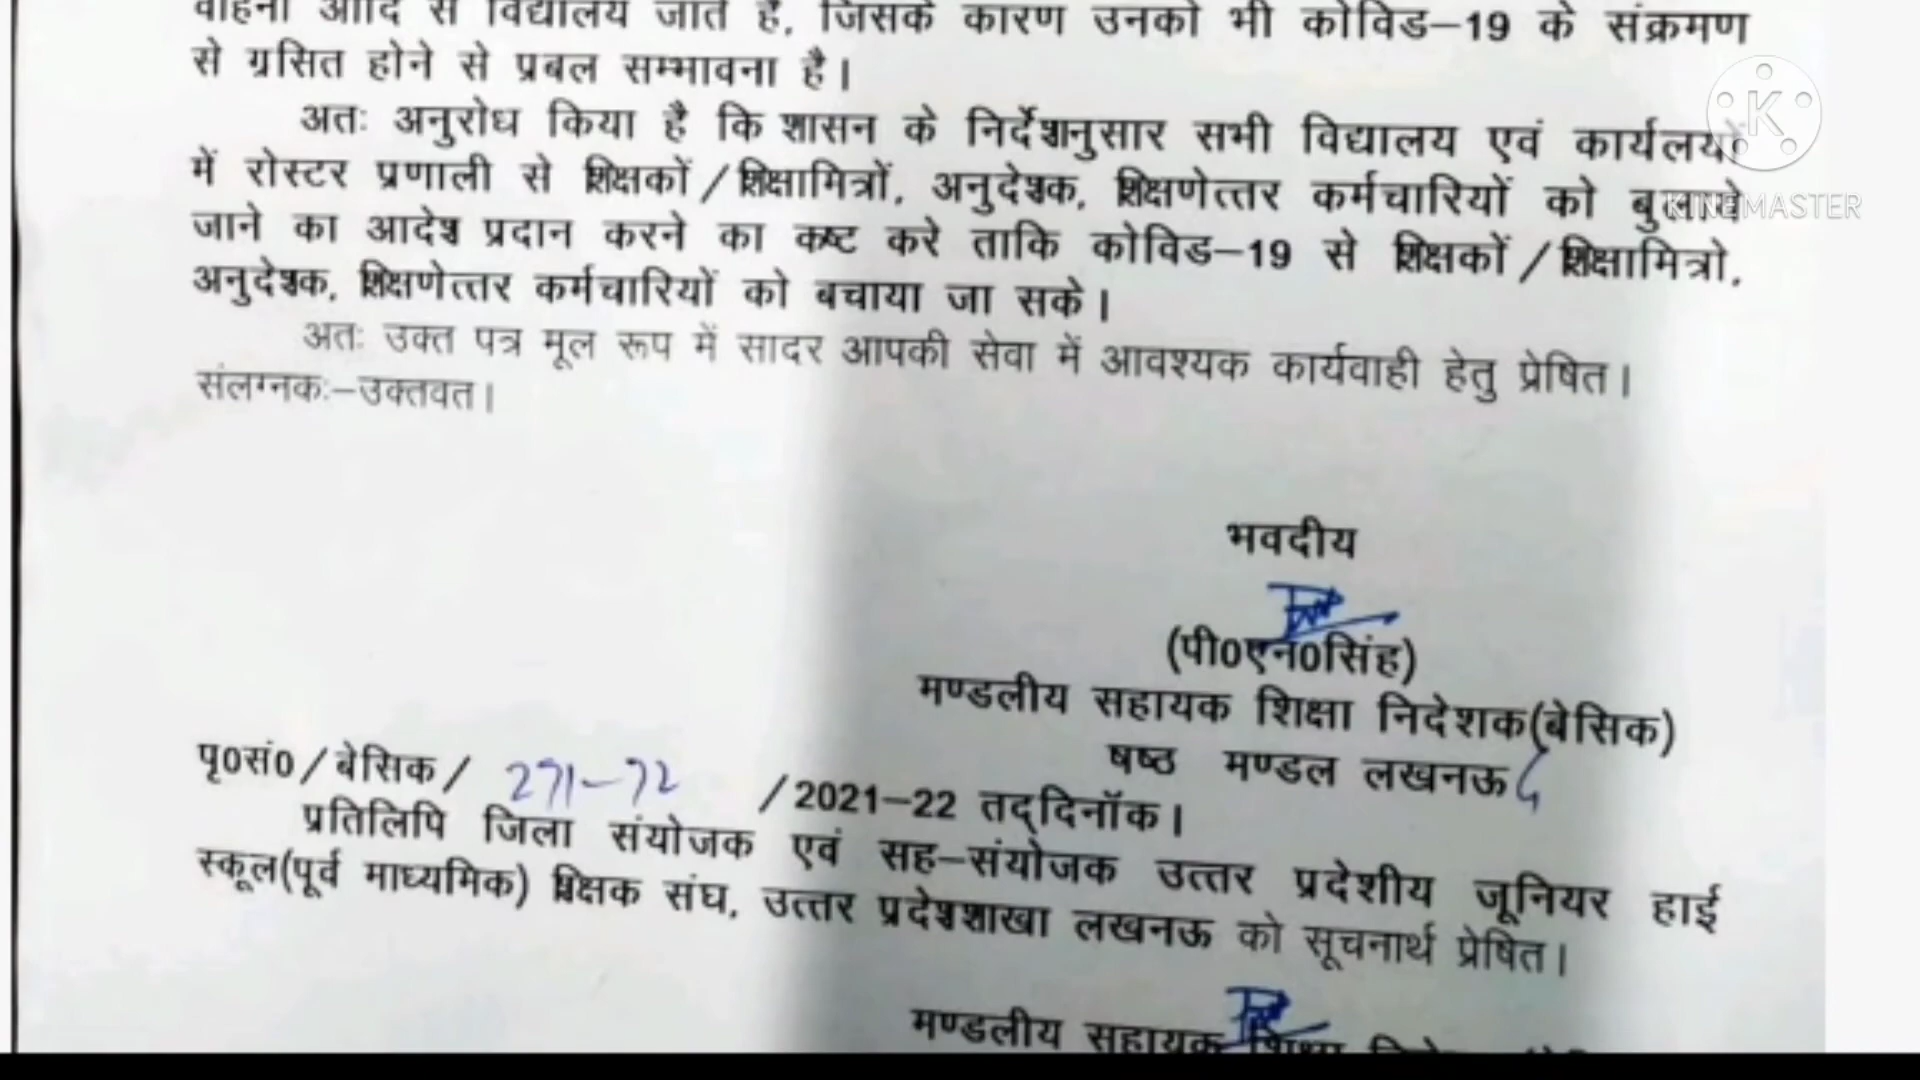 वाहनों आदि से विद्यालय जाते हैं, जिसके कारण उनको भी कोविड–19 के संक्रमण
से ग्रसित होने से प्रबल सम्भावना है।
अतः अनुरोध किया है कि शासन के निर्देशानुसार सभी विद्यालय एवं कार्यलयों
में रोस्टर प्रणाली से शिक्षकों/शिक्षामित्रों, अनुदेशक, शिक्षणेत्तर कर्मचारियों को बुलाये
जाने का आदेश प्रदान करने का कष्ट करे ताकि कोविड–19 से शिक्षकों/शिक्षामित्रो,
अनुदेशक, शिक्षणेत्तर कर्मचारियों को बचाया जा सके।
अतः उक्त पत्र मूल रूप में सादर आपकी सेवा में आवश्यक कार्यवाही हेतु प्रेषित।
संलग्नकः–उक्तवत।
भवदीय
(पी0एन0सिंह)
मण्डलीय सहायक शिक्षा निदेशक(बेसिक)
षष्ठ मण्डल लखनऊ
पृ0सं0/बेसिक/ 271–72 /2021–22 तद्दिनॉक।
प्रतिलिपि जिला संयोजक एवं सह–संयोजक उत्तर प्रदेशीय जूनियर हाई
स्कूल(पूर्व माध्यमिक) शिक्षक संघ, उत्तर प्रदेशशाखा लखनऊ को सूचनार्थ प्रेषित।
मण्डलीय सहायक शिक्षा
K
KINEMASTER